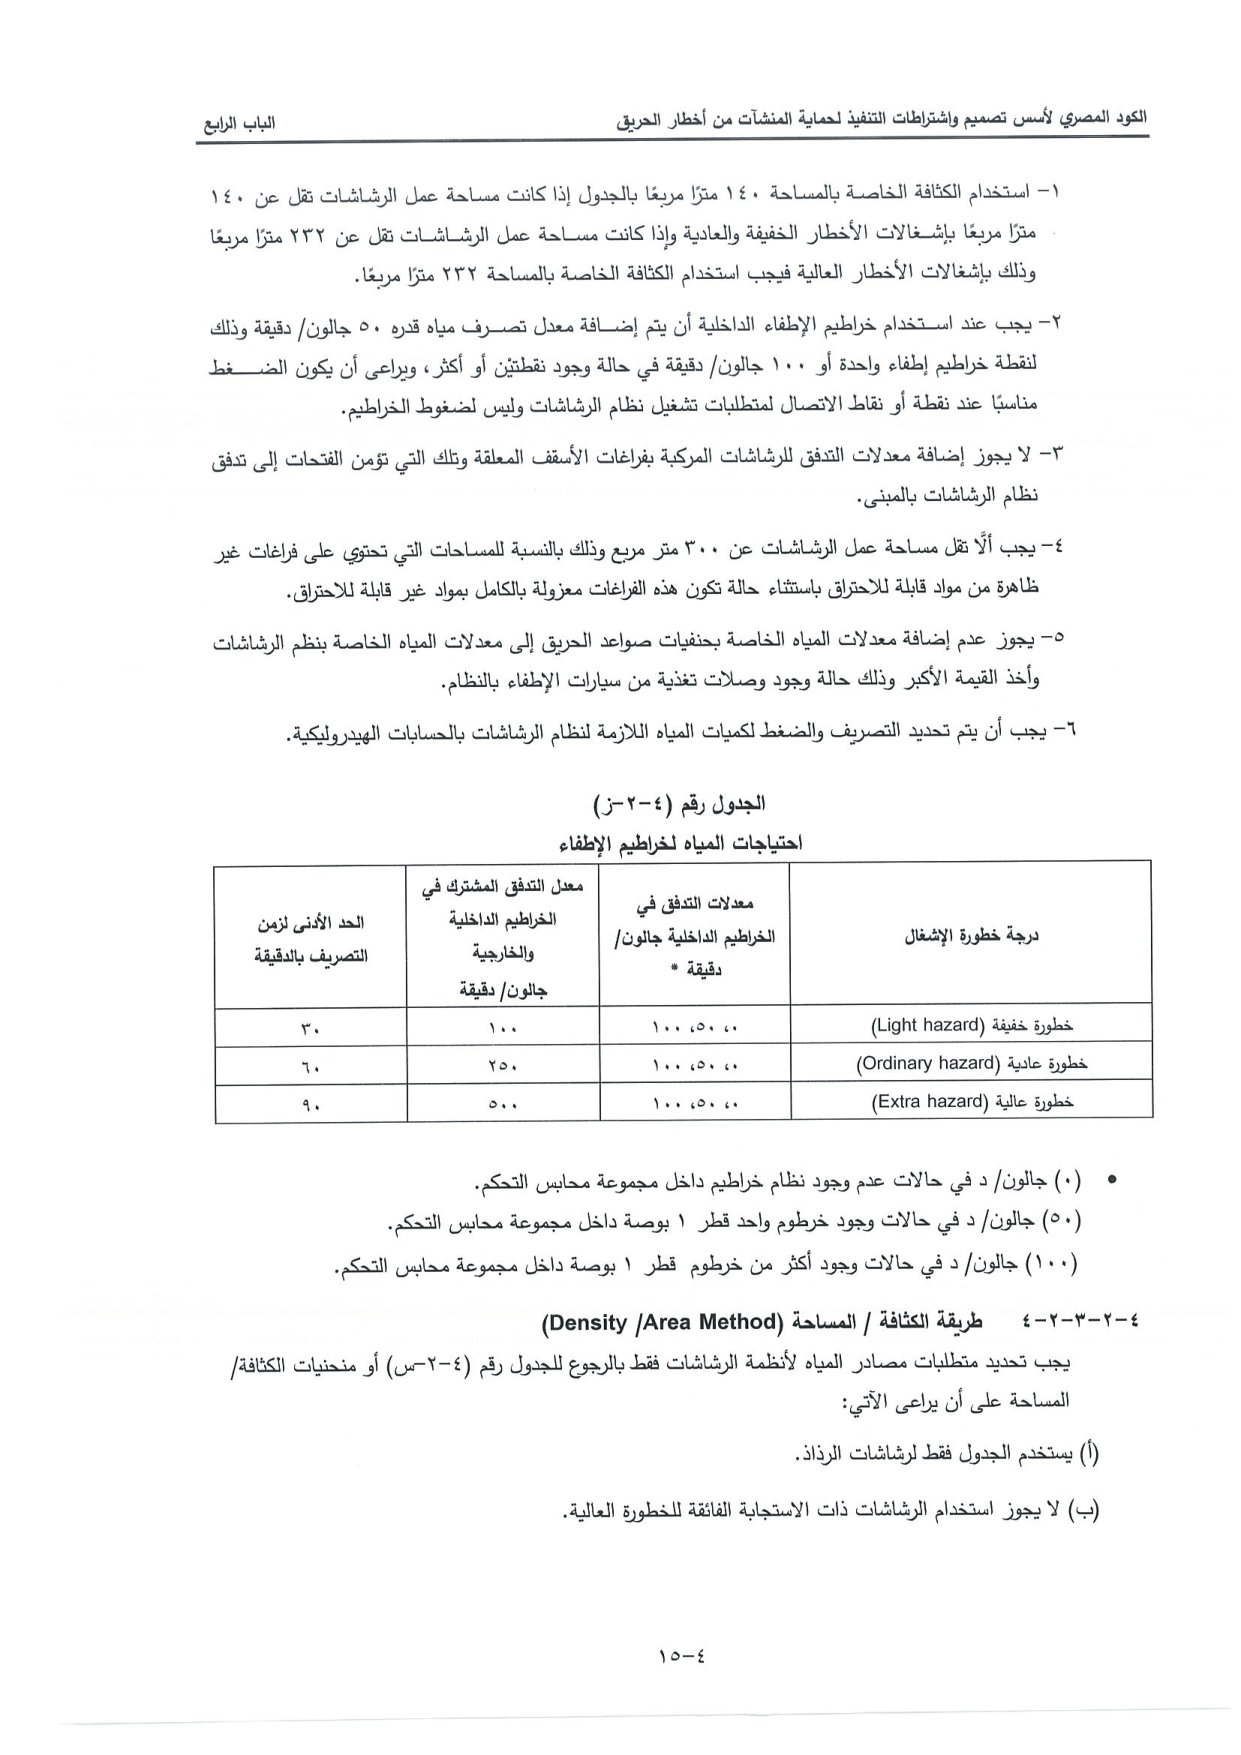 الكود المصري لأسس تصميم واشتراطات التنفيذ لحماية المنشآت من أخطار الحريق
الباب الرابع
١- استخدام الكثافة الخاصة بالمساحة ١٤٠ مترًا مربعًا بالجدول إذا كانت مساحة عمل الرشاشات تقل عن ١٤٠
مترًا مربعًا بإشغالات الأخطار الخفيفة والعادية وإذا كانت مساحة عمل الرشاشات تقل عن ٢٣٢ مترًا مربعًا
وذلك بإشغالات الأخطار العالية فيجب استخدام الكثافة الخاصة بالمساحة ٢٣٢ مترًا مربعًا.
٢- يجب عند استخدام خراطيم الإطفاء الداخلية أن يتم إضافة معدل تصرف مياه قدره ٥٠ جالون/ دقيقة وذلك
لنقطة خراطيم إطفاء واحدة أو ١٠٠ جالون/ دقيقة في حالة وجود نقطتيْن أو أكثر، ويراعى أن يكون الضغط
مناسبًا عند نقطة أو نقاط الاتصال لمتطلبات تشغيل نظام الرشاشات وليس لضغوط الخراطيم.
٣- لا يجوز إضافة معدلات التدفق للرشاشات المركبة بفراغات الأسقف المعلقة وتلك التي تؤمن الفتحات إلى تدفق
نظام الرشاشات بالمبنى.
٤- يجب ألَّا تقل مساحة عمل الرشاشات عن ٣٠٠ متر مربع وذلك بالنسبة للمساحات التي تحتوي على فراغات غير
ظاهرة من مواد قابلة للاحتراق باستثناء حالة تكون هذه الفراغات معزولة بالكامل بمواد غير قابلة للاحتراق.
٥- يجوز عدم إضافة معدلات المياه الخاصة بحنفيات صواعد الحريق إلى معدلات المياه الخاصة بنظم الرشاشات
وأخذ القيمة الأكبر وذلك حالة وجود وصلات تغذية من سيارات الإطفاء بالنظام.
٦- يجب أن يتم تحديد التصريف والضغط لكميات المياه اللازمة لنظام الرشاشات بالحسابات الهيدروليكية.
الجدول رقم (٤-٢-ز)
احتياجات المياه لخراطيم الإطفاء
درجة خطورة الإشغال
معدلات التدفق في
الخراطيم الداخلية جالون/
دقيقة *
معدل التدفق المشترك في
الخراطيم الداخلية
والخارجية
جالون/ دقيقة
الحد الأدنى لزمن
التصريف بالدقيقة
خطورة خفيفة (Light hazard) ٠، ٥٠، ١٠٠ ١٠٠ ٣٠
خطورة عادية (Ordinary hazard) ٠، ٥٠، ١٠٠ ٢٥٠ ٦٠
خطورة عالية (Extra hazard) ٠، ٥٠، ١٠٠ ٥٠٠ ٩٠
• (٠) جالون/ د في حالات عدم وجود نظام خراطيم داخل مجموعة محابس التحكم.
(٥٠) جالون/ د في حالات وجود خرطوم واحد قطر ١ بوصة داخل مجموعة محابس التحكم.
(١٠٠) جالون/ د في حالات وجود أكثر من خرطوم قطر ١ بوصة داخل مجموعة محابس التحكم.
٤-٢-٣-٢-٤ طريقة الكثافة / المساحة (Density /Area Method)
يجب تحديد متطلبات مصادر المياه لأنظمة الرشاشات فقط بالرجوع للجدول رقم (٤-٢-س) أو منحنيات الكثافة/
المساحة على أن يراعى الآتي:
(أ) يستخدم الجدول فقط لرشاشات الرذاذ.
(ب) لا يجوز استخدام الرشاشات ذات الاستجابة الفائقة للخطورة العالية.
٤-١٥